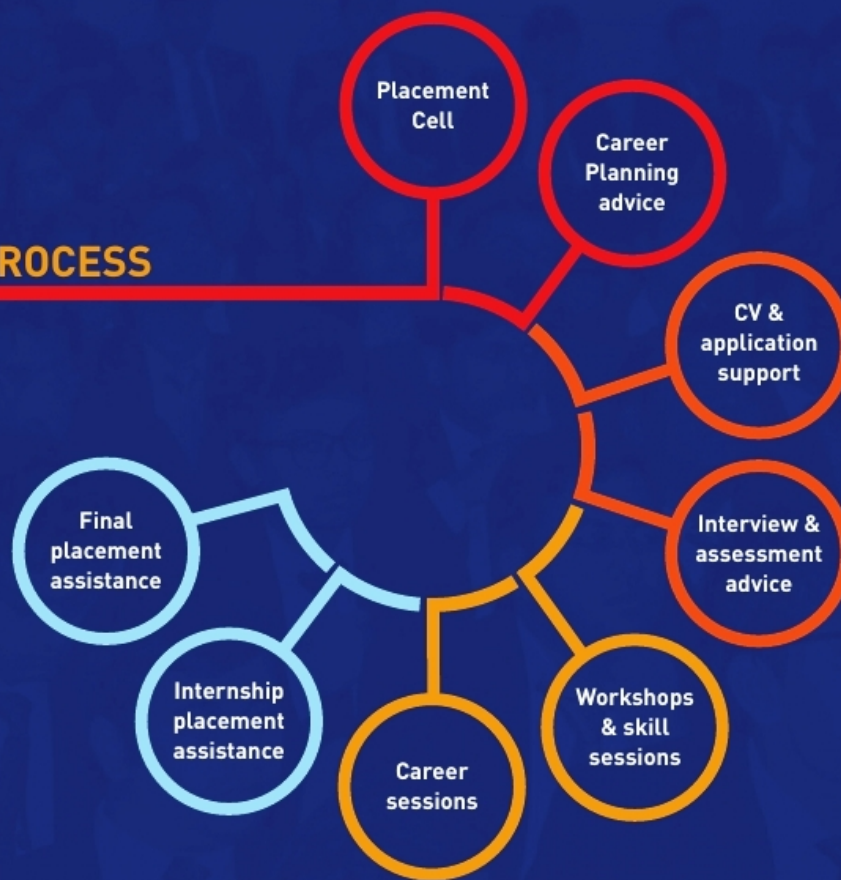 ROCESS
Placement
Cell
Career
Planning
advice
CV &
application
support
Interview &
assessment
advice
Workshops
& skill
sessions
Career
sessions
Internship
placement
assistance
Final
placement
assistance